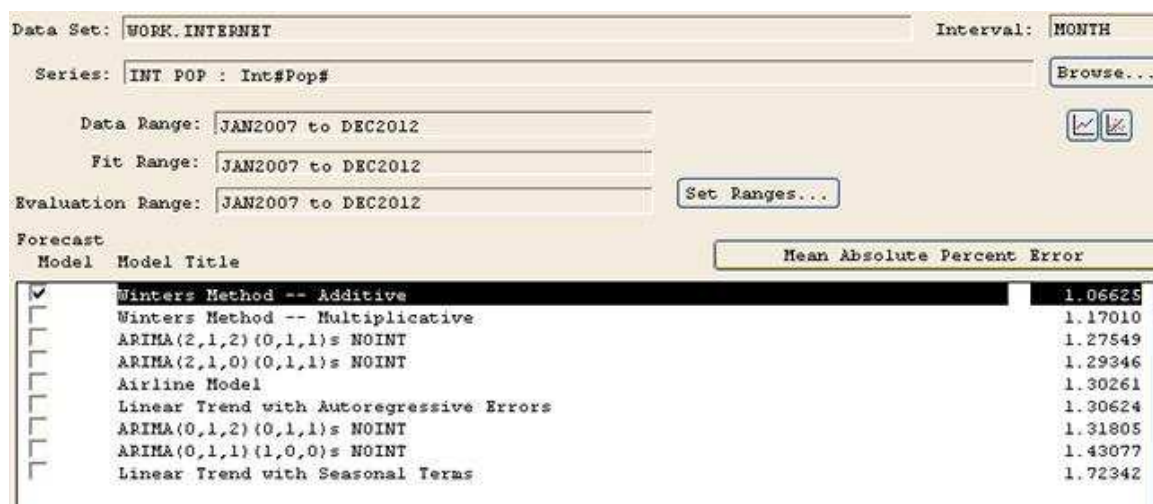 Data Set: WORK.INTERNET Interval: MONTH
Series: INT POP : Int#Pop# Browse...
Data Range: JAN2007 to DEC2012
Fit Range: JAN2007 to DEC2012
Evaluation Range: JAN2007 to DEC2012 Set Ranges...
Forecast
Model Model Title Mean Absolute Percent Error
Winters Method -- Additive 1.06625
Winters Method -- Multiplicative 1.17010
ARIMA(2,1,2)(0,1,1)s NOINT 1.27549
ARIMA(2,1,0)(0,1,1)s NOINT 1.29346
Airline Model 1.30261
Linear Trend with Autoregressive Errors 1.30624
ARIMA(0,1,2)(0,1,1)s NOINT 1.31805
ARIMA(0,1,1)(1,0,0)s NOINT 1.43077
Linear Trend with Seasonal Terms 1.72342